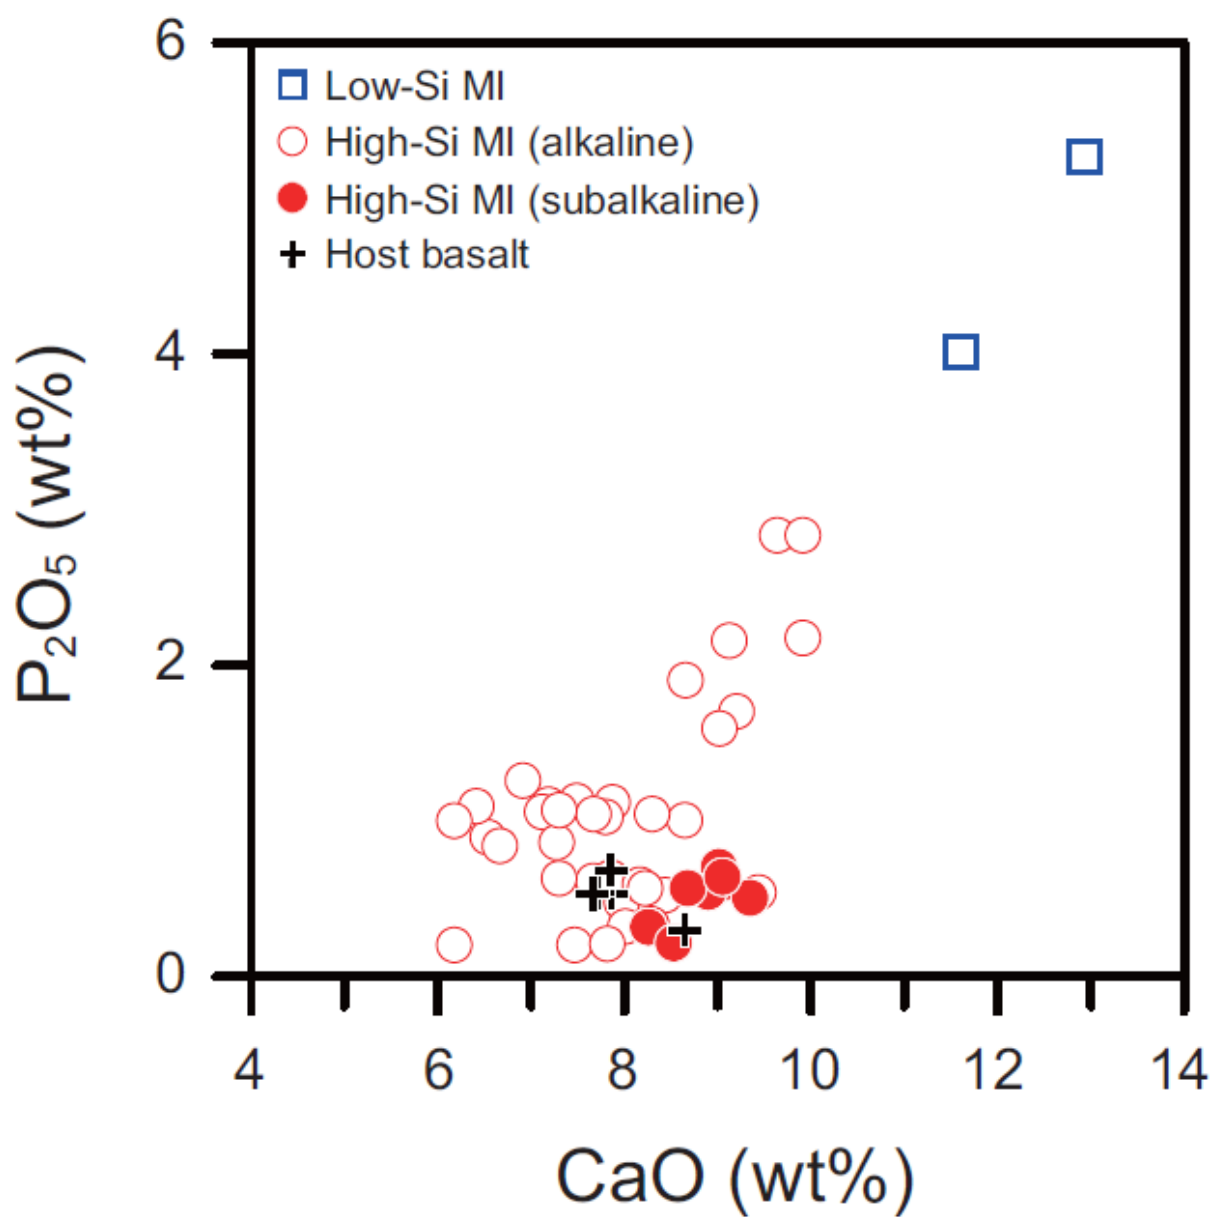 6
Low-Si MI
High-Si MI (alkaline)
High-Si MI (subalkaline)
Host basalt
4
2
0
P₂O₅ (wt%)
4 6 8 10 12 14
CaO (wt%)